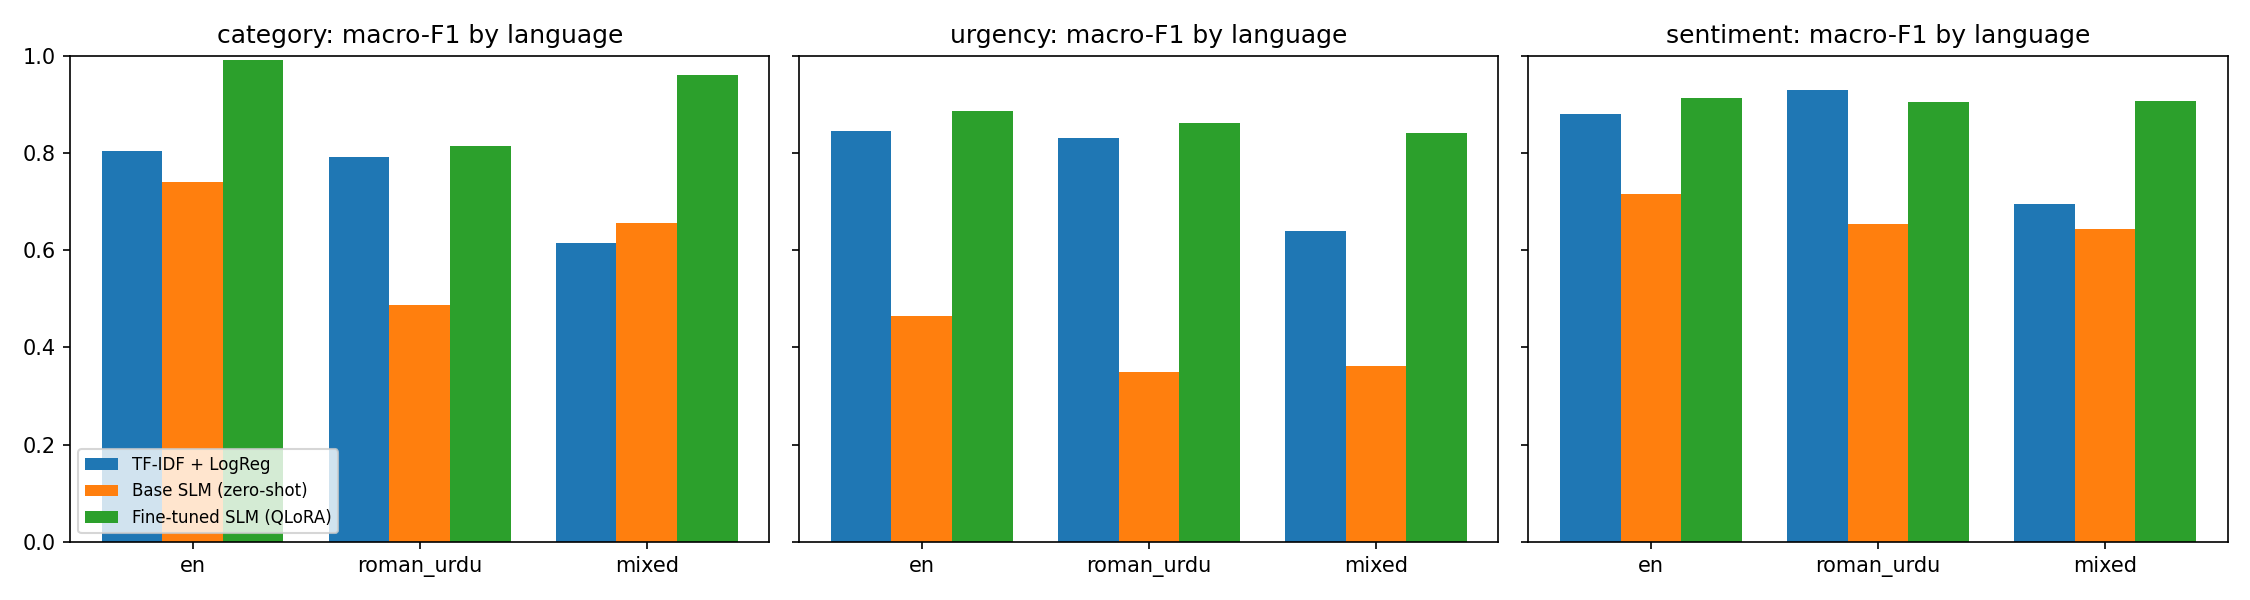 category: macro-F1 by language
1.0
0.8
0.6
0.4
0.2
0.0
TF-IDF + LogReg
Base SLM (zero-shot)
Fine-tuned SLM (QLoRA)
en roman_urdu mixed
urgency: macro-F1 by language
en roman_urdu mixed
sentiment: macro-F1 by language
en roman_urdu mixed